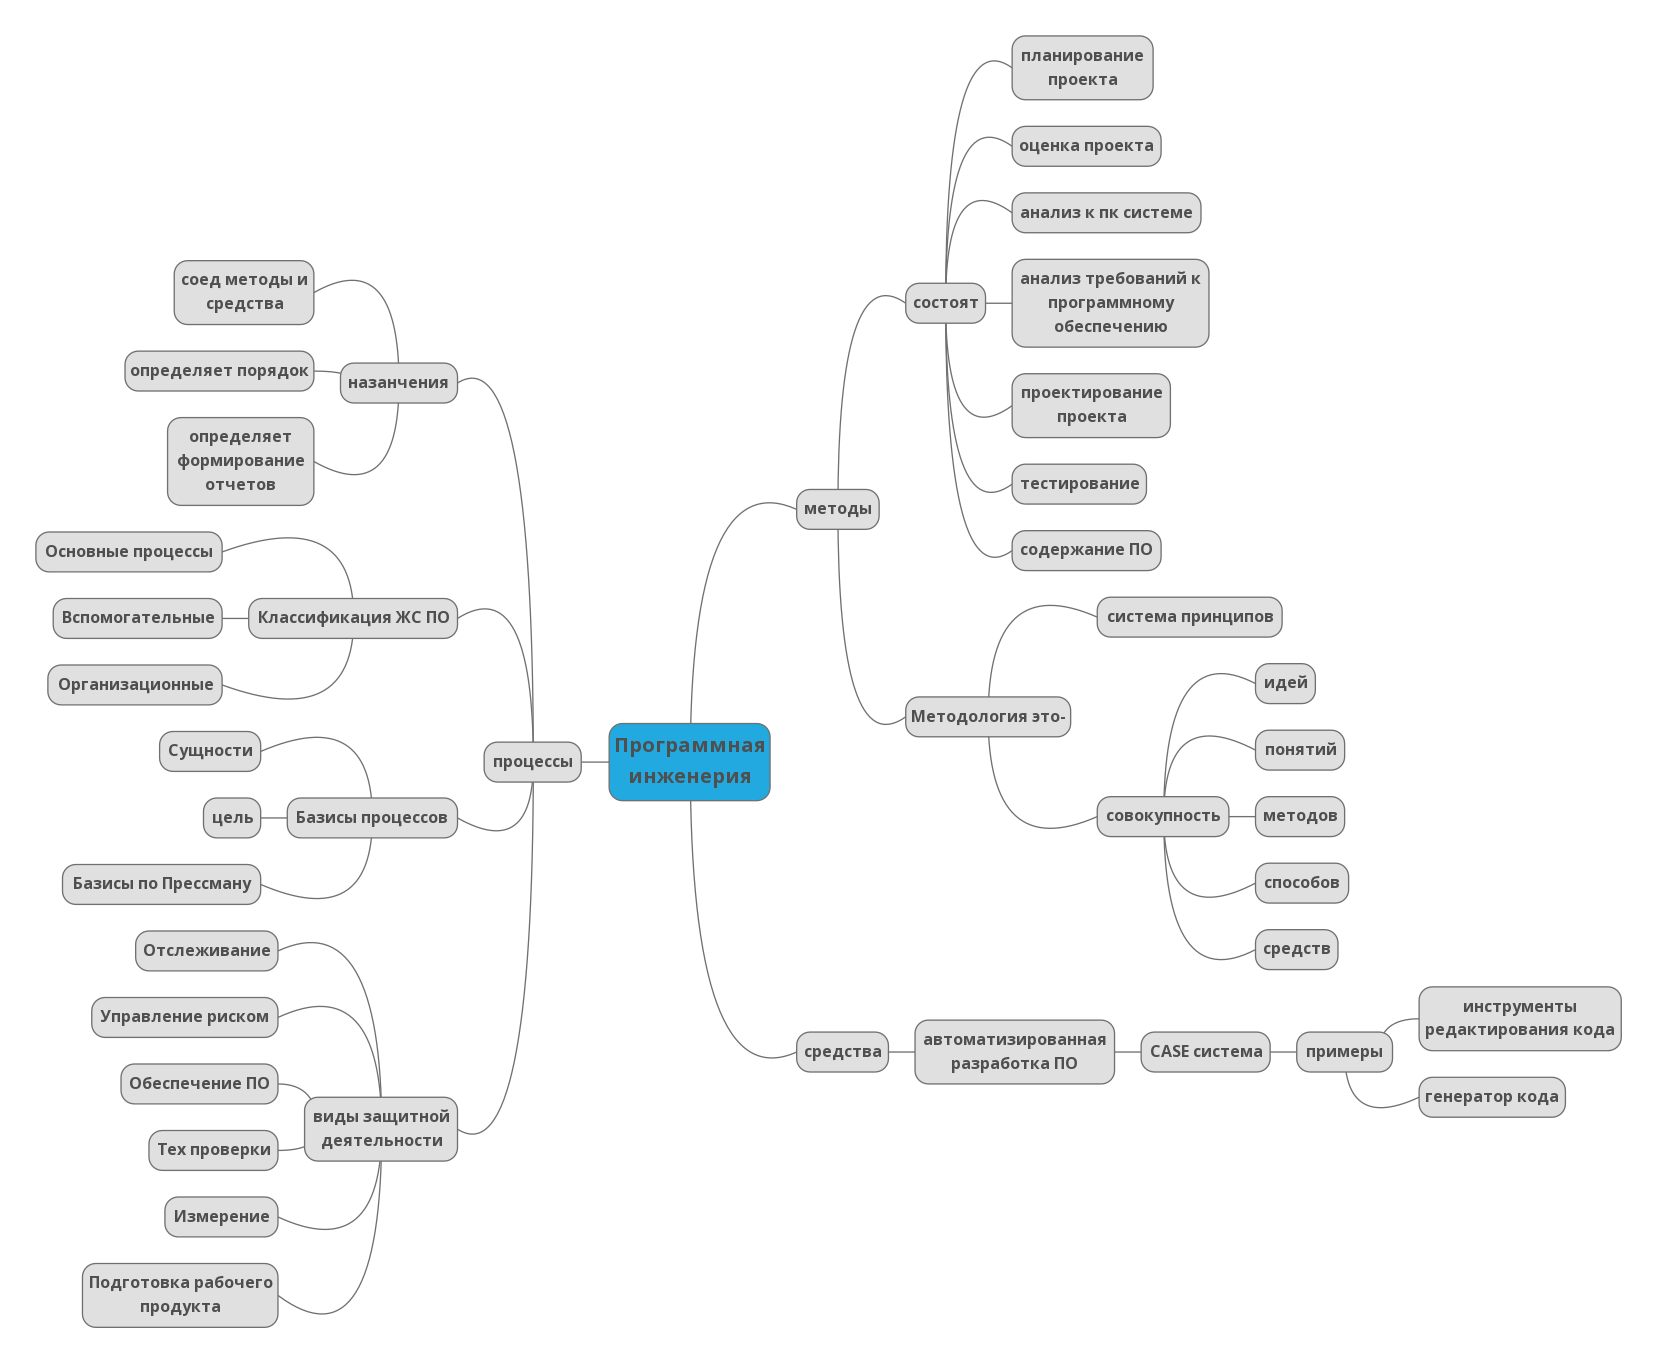 Программная
инженерия
методы
состоят
планирование
проекта
оценка проекта
анализ к пк системе
анализ требований к
программному
обеспечению
проектирование
проекта
тестирование
содержание ПО
Методология это-
система принципов
совокупность
идей
понятий
методов
способов
средств
средства
автоматизированная
разработка ПО
CASE система
примеры
инструменты
редактирования кода
генератор кода
процессы
назанчения
соед методы и
средства
определяет порядок
определяет
формирование
отчетов
Классификация ЖС ПО
Основные процессы
Вспомогательные
Организационные
Базисы процессов
Сущности
цель
Базисы по Прессману
виды защитной
деятельности
Отслеживание
Управление риском
Обеспечение ПО
Тех проверки
Измерение
Подготовка рабочего
продукта